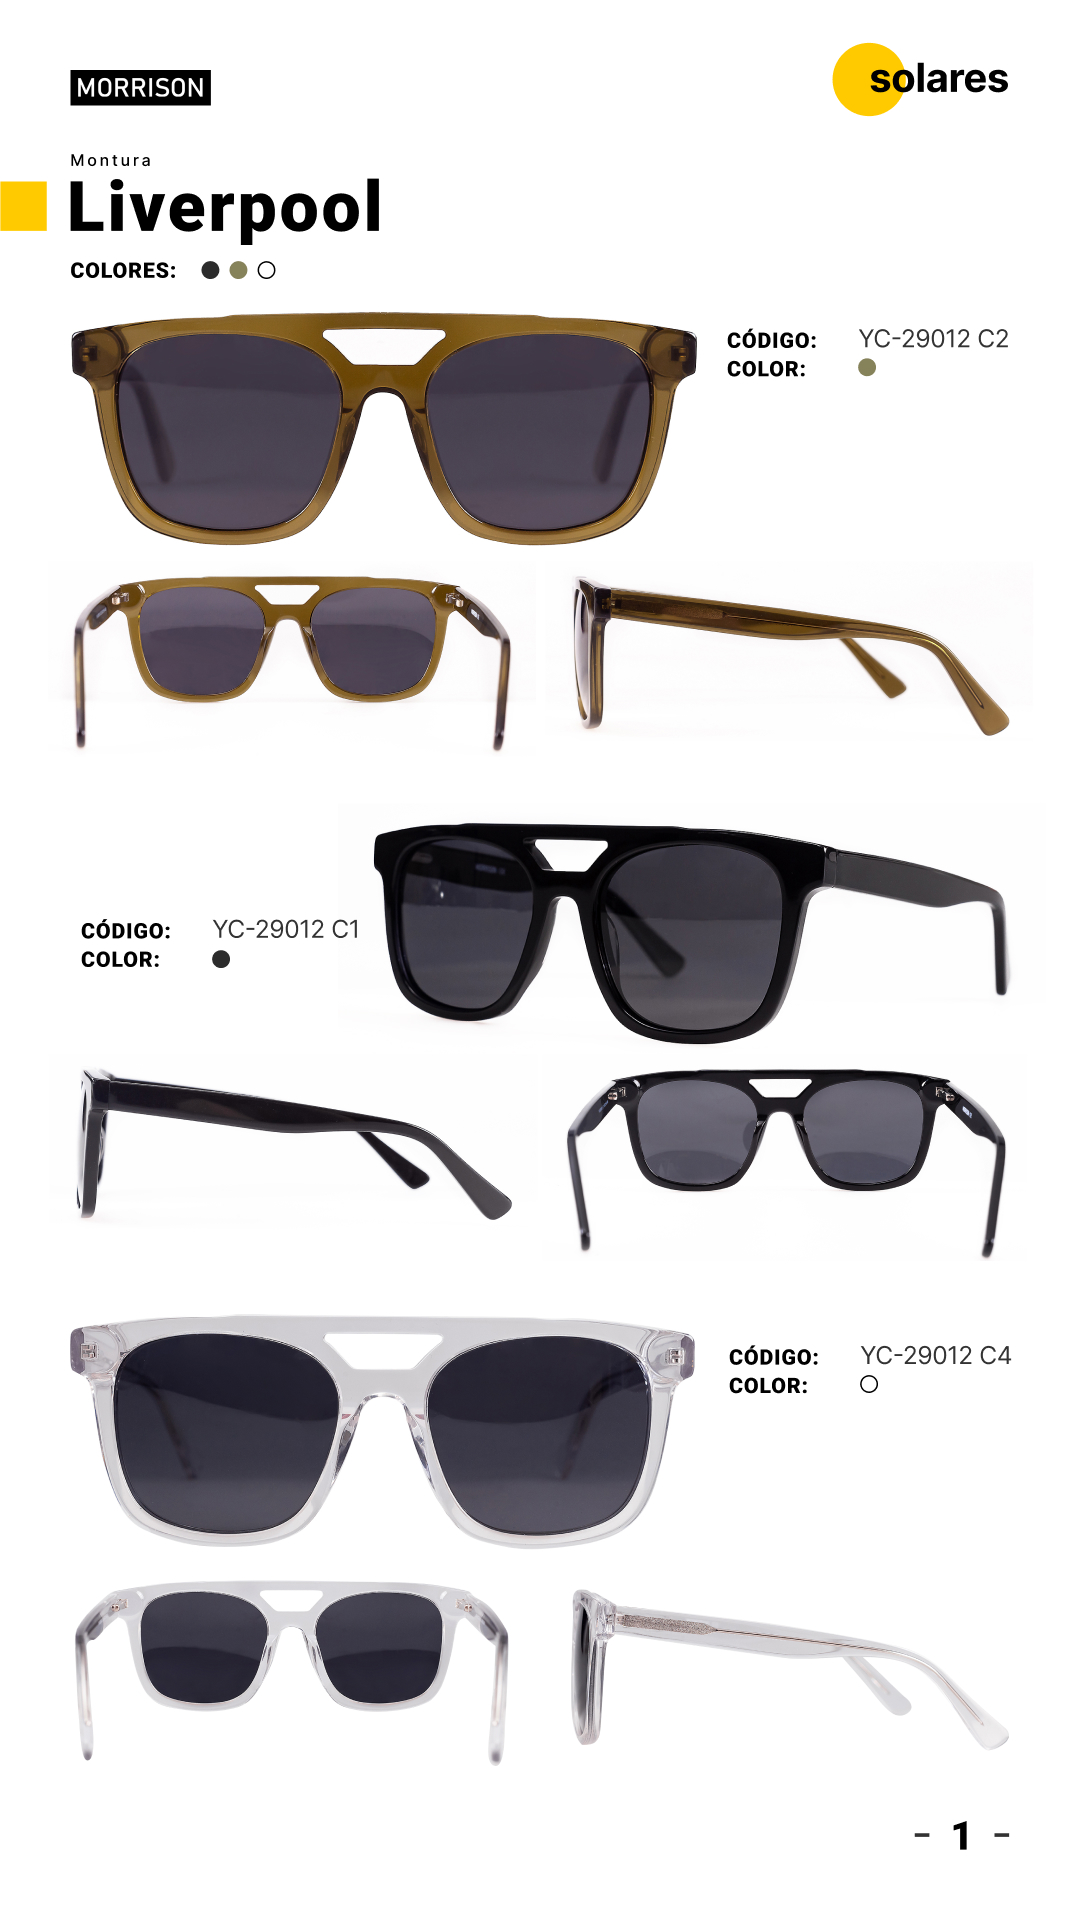 MORRISON
solares
Montura
Liverpool
COLORES:
CÓDIGO: YC-29012 C2
COLOR:
CÓDIGO: YC-29012 C1
COLOR:
CÓDIGO: YC-29012 C4
COLOR:
- 1 -